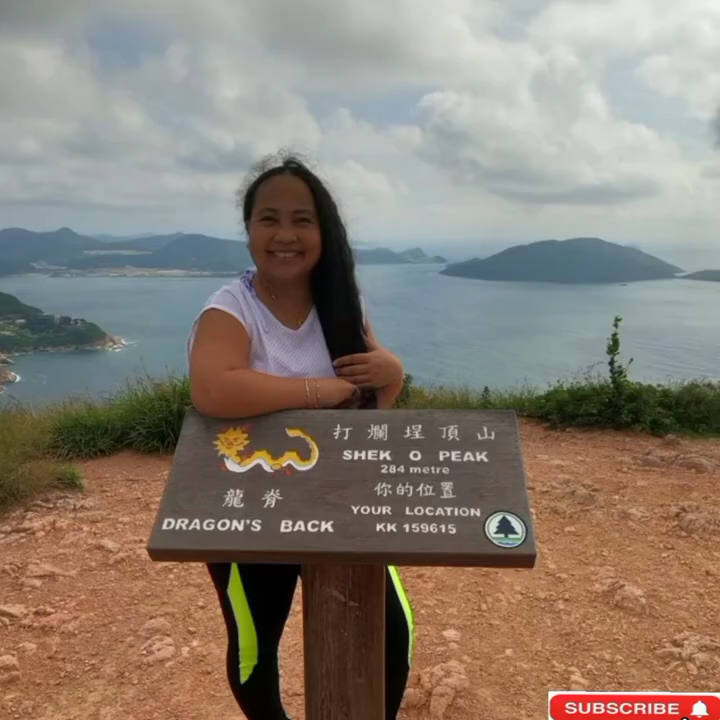 打爛埕頂山
SHEK O PEAK
284 metre
龍脊
DRAGON'S BACK
你的位置
YOUR LOCATION
KK 159615
SUBSCRIBE